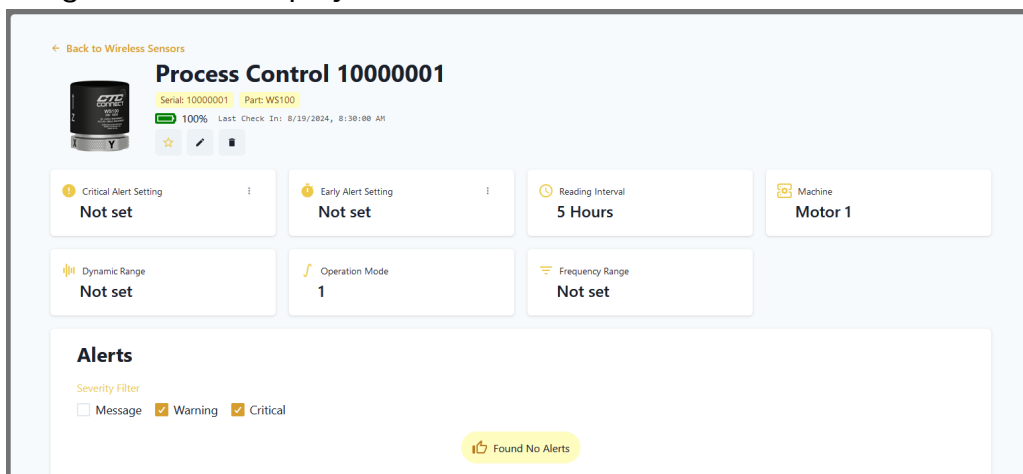 ← Back to Wireless Sensors
Process Control 10000001
Serial: 10000001 Part: WS100
100% Last Check In: 8/19/2024, 8:30:00 AM
CTC
CONNECT
WS100
Z
X Y
Critical Alert Setting
Not set
Early Alert Setting
Not set
Reading Interval
5 Hours
Machine
Motor 1
Dynamic Range
Not set
Operation Mode
1
Frequency Range
Not set
Alerts
Severity Filter
Message Warning Critical
Found No Alerts